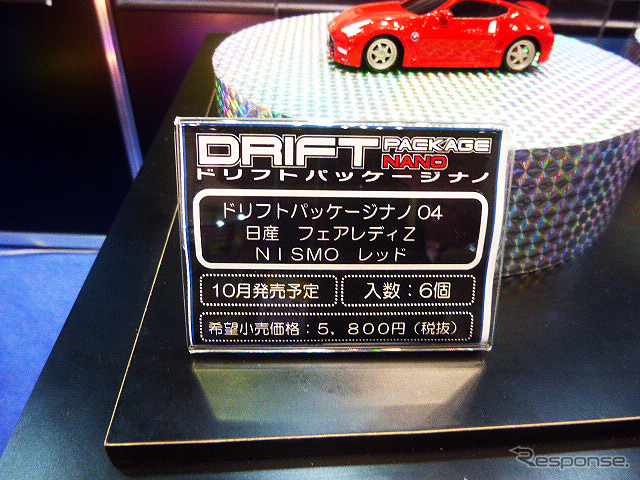 DRIFT PACKAGE NANO
ドリフトパッケージナノ
ドリフトパッケージナノ 04
日産 フェアレディZ
NISMO レッド
10月発売予定 入数：6個
希望小売価格：5，800円（税抜）
Response.